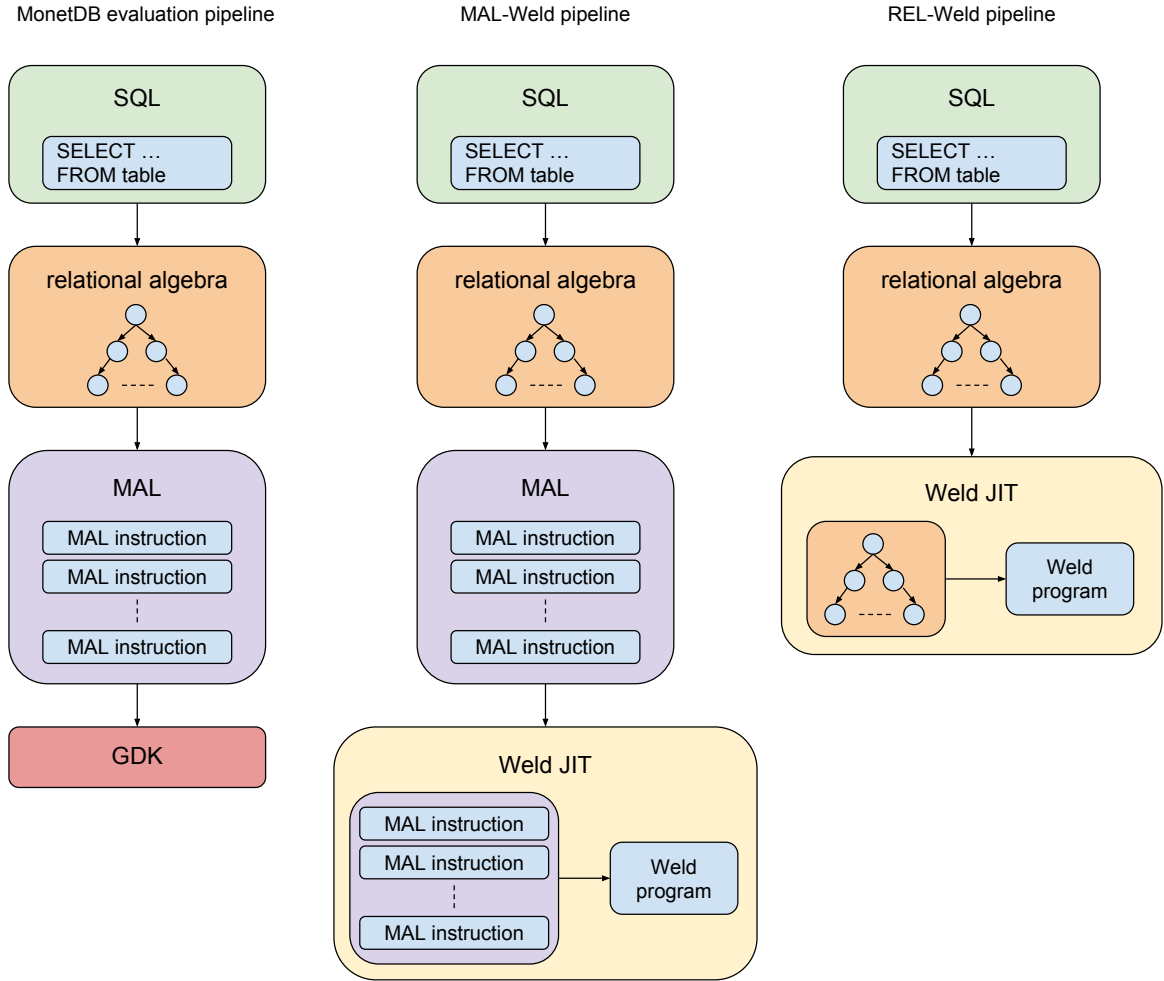 MonetDB evaluation pipeline
SQL
SELECT …
FROM table
relational algebra
MAL
MAL instruction
MAL instruction
MAL instruction
GDK
MAL-Weld pipeline
SQL
SELECT …
FROM table
relational algebra
MAL
MAL instruction
MAL instruction
MAL instruction
Weld JIT
MAL instruction
MAL instruction
MAL instruction
Weld
program
REL-Weld pipeline
SQL
SELECT …
FROM table
relational algebra
Weld JIT
Weld
program